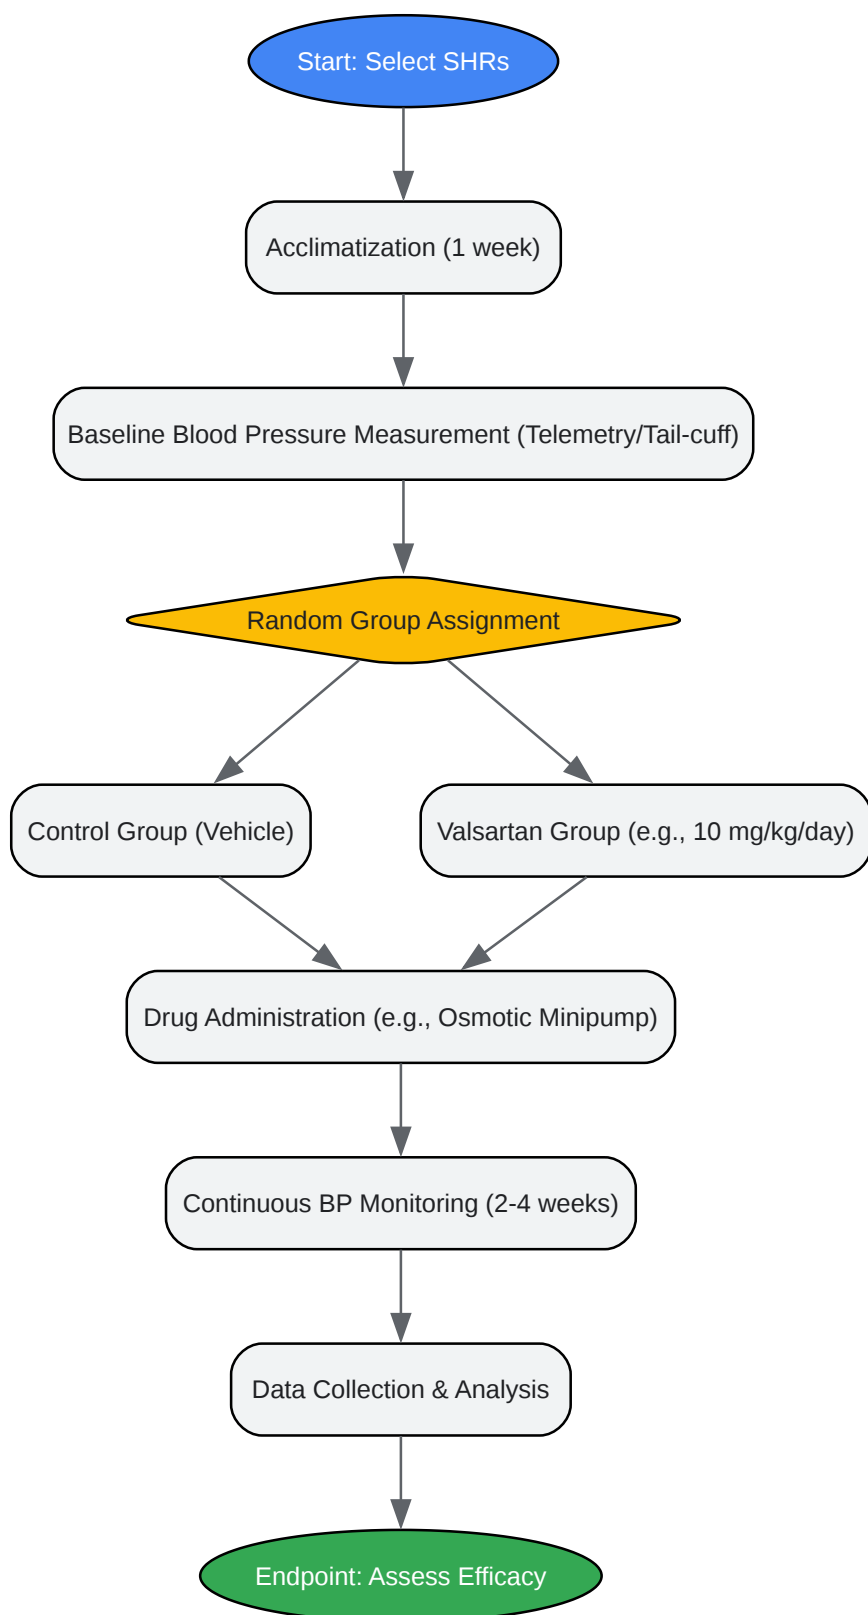 Start: Select SHRs
Acclimatization (1 week)
Baseline Blood Pressure Measurement (Telemetry/Tail-cuff)
Random Group Assignment
Control Group (Vehicle)
Valsartan Group (e.g., 10 mg/kg/day)
Drug Administration (e.g., Osmotic Minipump)
Continuous BP Monitoring (2-4 weeks)
Data Collection & Analysis
Endpoint: Assess Efficacy